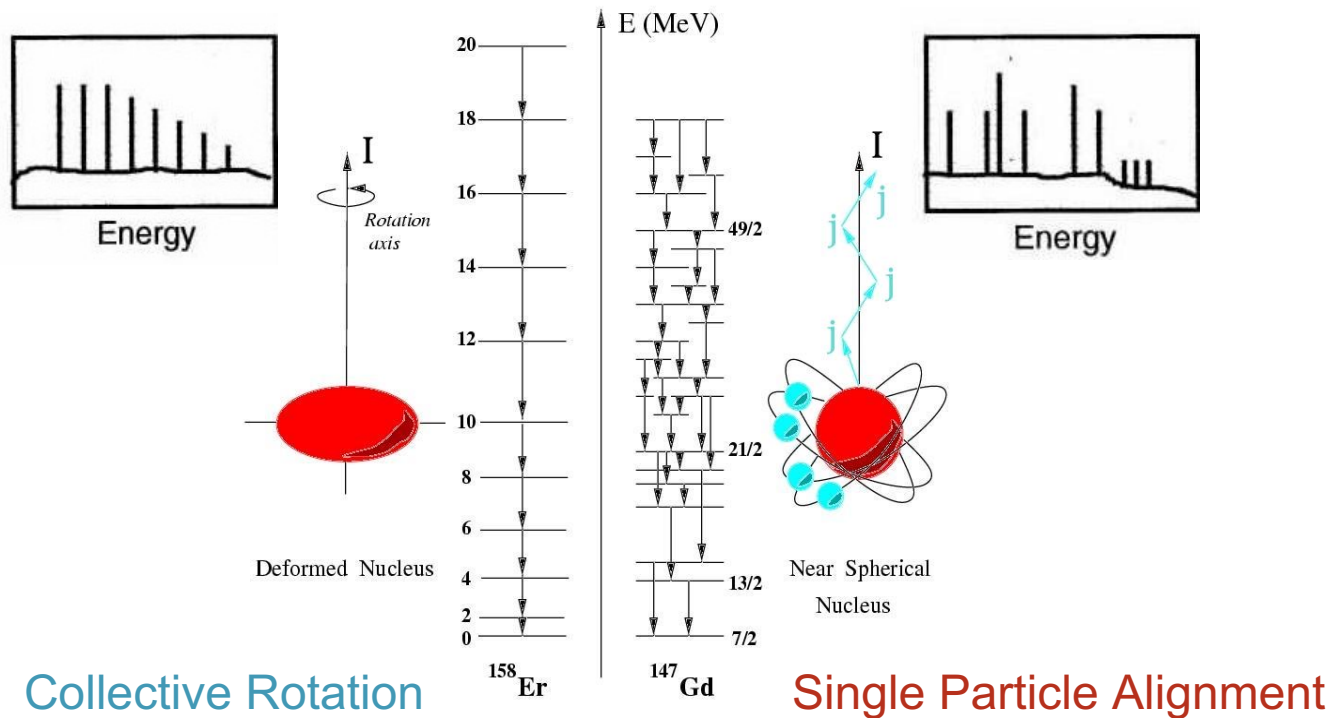 E (MeV)
Energy
I
Rotation
axis
Deformed Nucleus
20
18
16
14
12
10
8
6
4
2
0
158Er
49/2
21/2
13/2
7/2
147Gd
I
j
j
j
j
Near Spherical
Nucleus
Energy
Collective Rotation
Single Particle Alignment